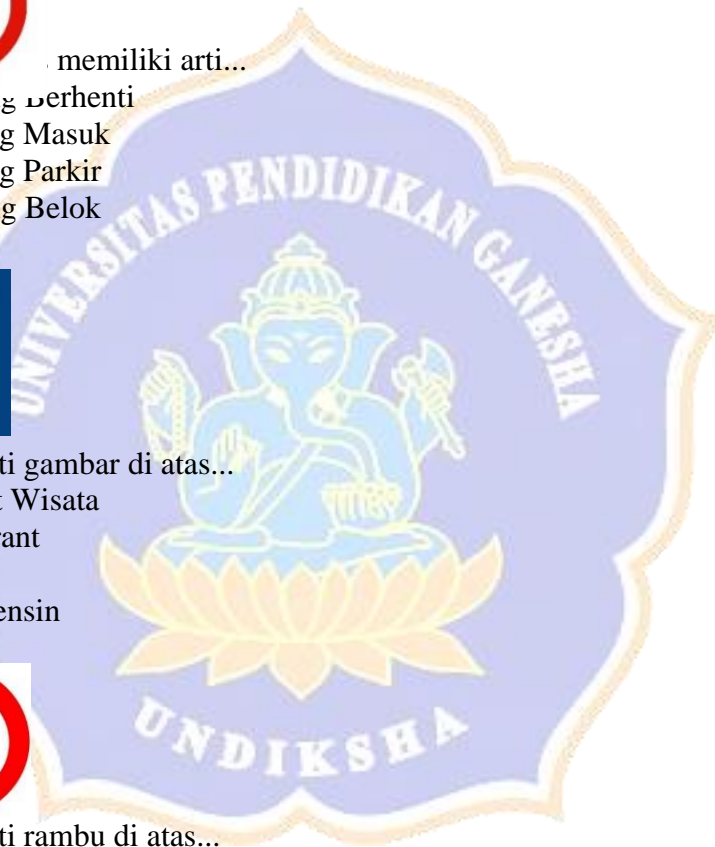 memiliki arti...
g Berhenti
g Masuk
g Parkir
g Belok
UNIVERSITAS PENDIDIKAN GANESHA
ti gambar di atas...
t Wisata
rant
ensin
UNDIKSHA
ti rambu di atas...